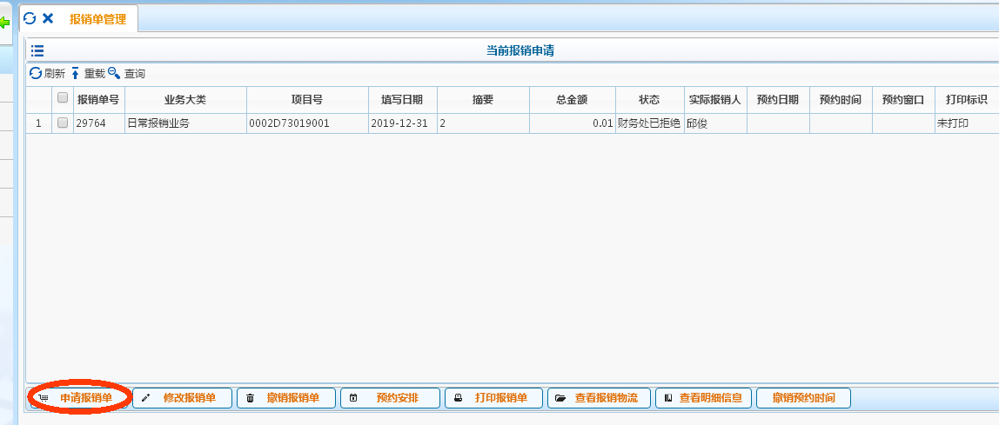 报销单管理
当前报销申请
刷新 重载 查询
报销单号 业务大类 项目号 填写日期 摘要 总金额 状态 实际报销人 预约日期 预约时间 预约窗口 打印标识
1 29764 日常报销业务 0002D73019001 2019-12-31 2 0.01 财务处已拒绝 邱俊 未打印
申请报销单 修改报销单 撤销报销单 预约安排 打印报销单 查看报销物流 查看明细信息 撤销预约时间